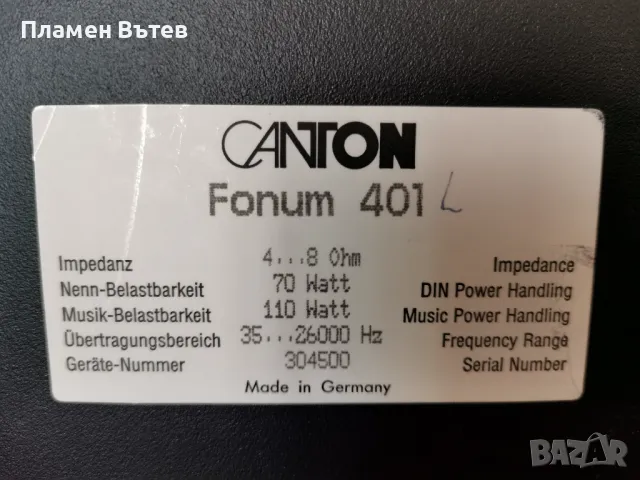 Пламен Вътев
CANTON
Fonum 401 L
Impedanz 4...8 Ohm Impedance
Nenn-Belastbarkeit 70 Watt DIN Power Handling
Musik-Belastbarkeit 110 Watt Music Power Handling
Übertragungsbereich 35...26000 Hz Frequency Range
Geräte-Nummer 304500 Serial Number
Made in Germany
BAZAR